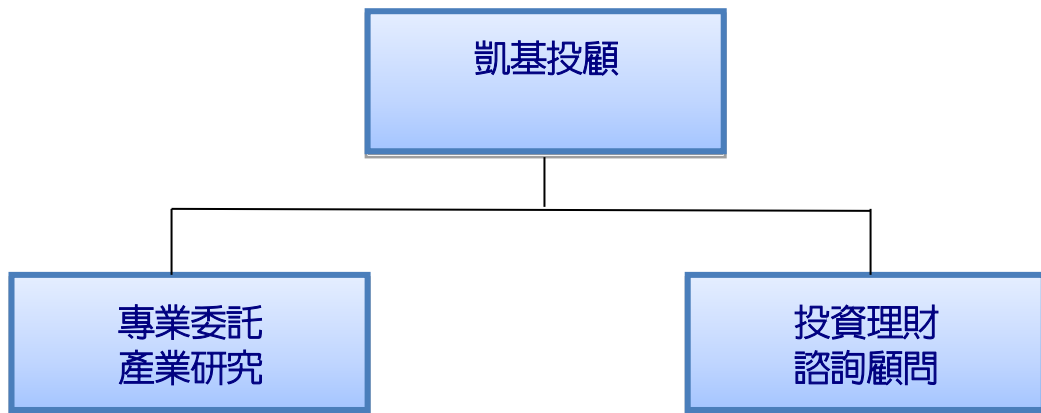 凱基投顧
專業委託
產業研究
投資理財
諮詢顧問